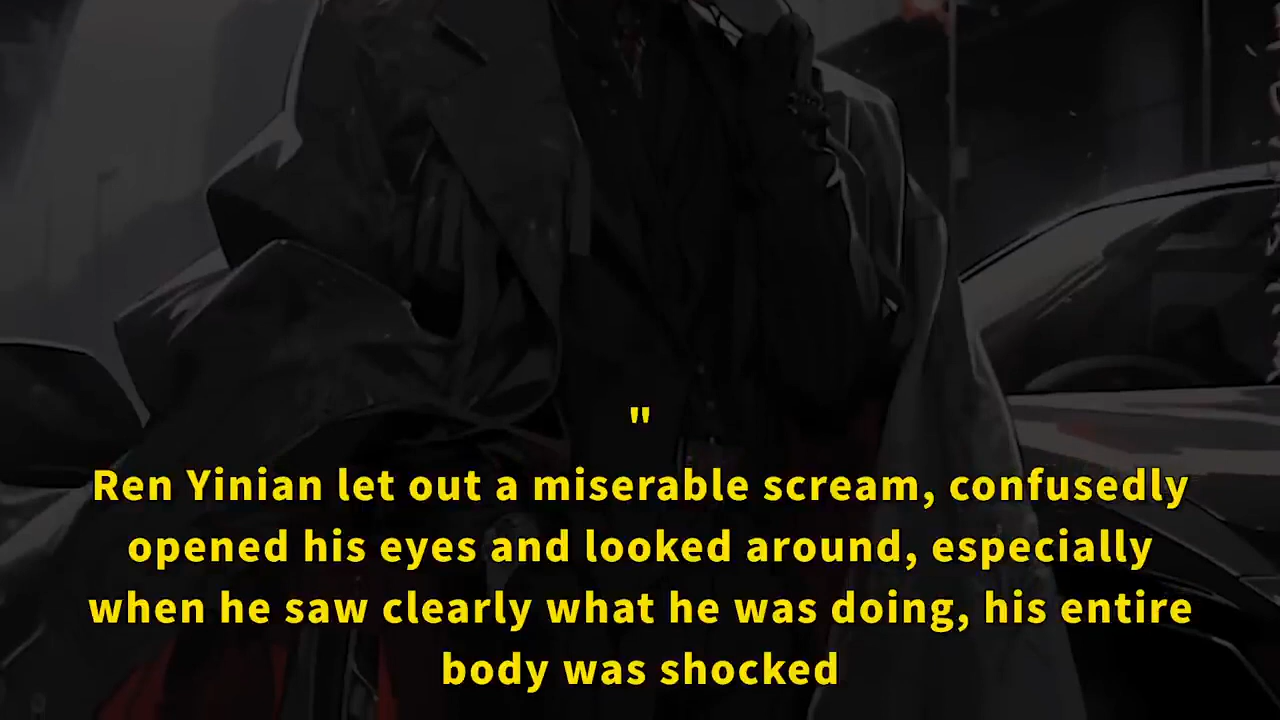 "
Ren Yinian let out a miserable scream, confusedly
opened his eyes and looked around, especially
when he saw clearly what he was doing, his entire
body was shocked